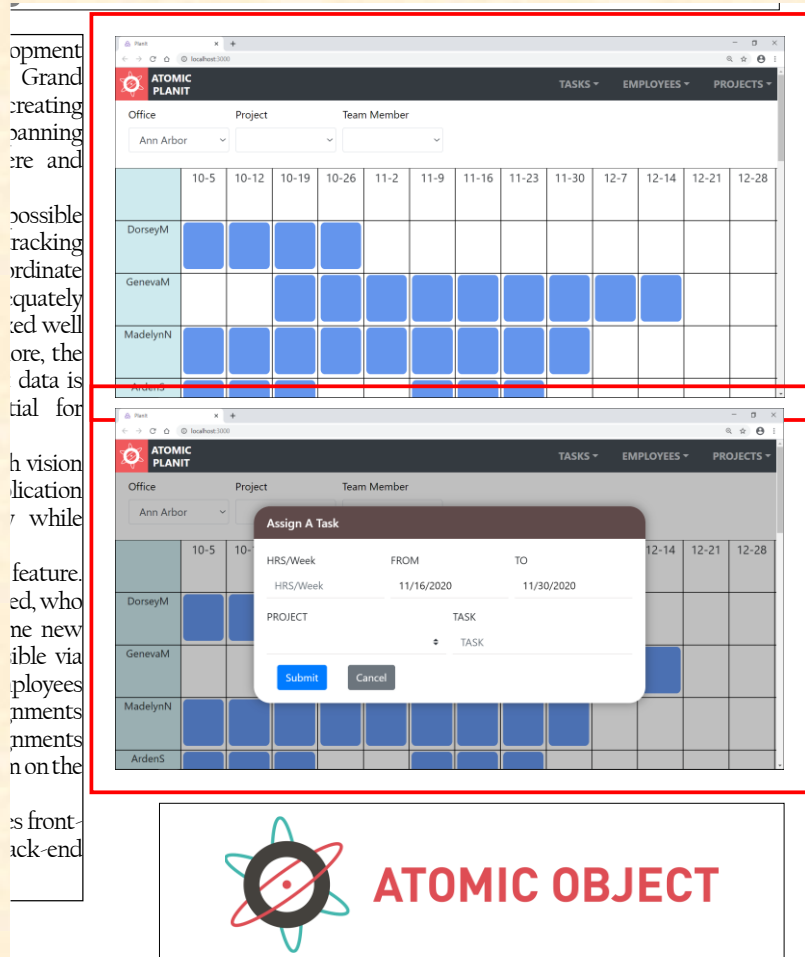 opment
Grand
creating
panning
ere and
possible
racking
ordinate
equately
ked well
ore, the
data is
tial for
h vision
plication
while
feature.
ed, who
me new
sible via
ployees
gnments
gnments
n on the
es front-
ack-end
Planit
localhost:3000
ATOMIC
PLANIT
TASKS EMPLOYEES PROJECTS
Office Project Team Member
Ann Arbor
10-5 10-12 10-19 10-26 11-2 11-9 11-16 11-23 11-30 12-7 12-14 12-21 12-28
DorseyM
GenevaM
MadelynN
ArdenS
Planit
localhost:3000
ATOMIC
PLANIT
TASKS EMPLOYEES PROJECTS
Office Project Team Member
Ann Arbor
10-5 10- 12-14 12-21 12-28
DorseyM
GenevaM
MadelynN
ArdenS
Assign A Task
HRS/Week FROM TO
HRS/Week 11/16/2020 11/30/2020
PROJECT TASK
TASK
Submit Cancel
ATOMIC OBJECT